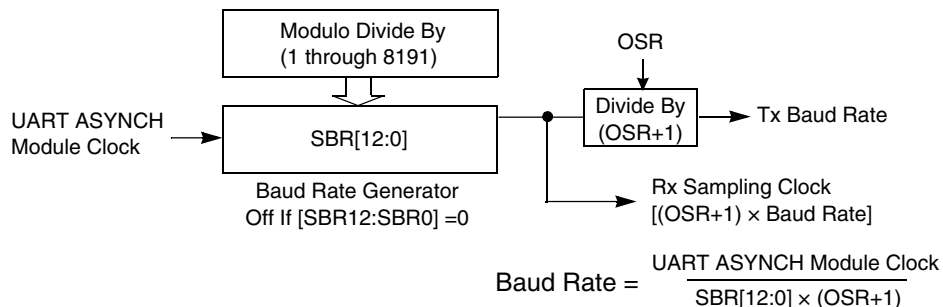 Modulo Divide By
(1 through 8191)
OSR
UART ASYNCH
Module Clock
SBR[12:0]
Divide By
(OSR+1)
Tx Baud Rate
Baud Rate Generator
Off If [SBR12:SBR0] =0
Rx Sampling Clock
[(OSR+1) × Baud Rate]
Baud Rate =
UART ASYNCH Module Clock
SBR[12:0] × (OSR+1)